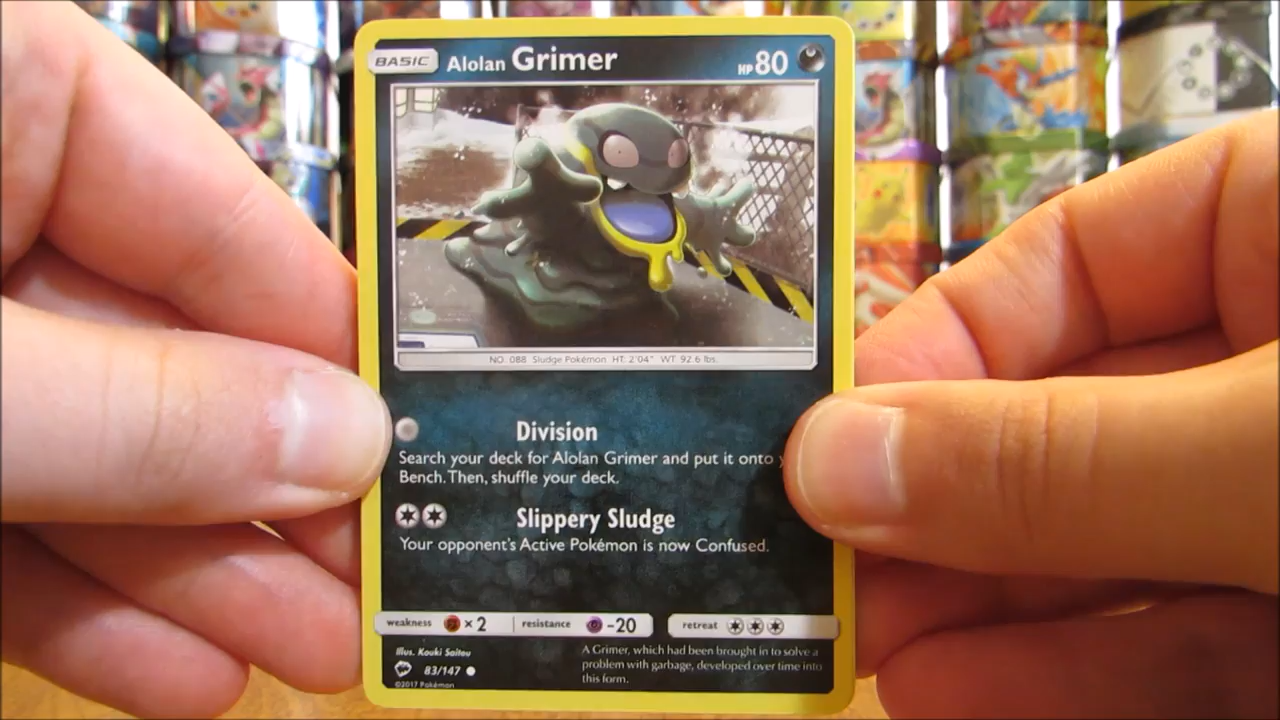 BASIC Alolan Grimer HP 80
NO. 088 Sludge Pokémon HT: 2'04" WT: 92.6 lbs.
Division
Search your deck for Alolan Grimer and put it onto
Bench. Then, shuffle your deck.
Slippery Sludge
Your opponent's Active Pokémon is now Confused.
weakness ×2 resistance -20 retreat
Illus. Kouki Saitou
83/147
©2017 Pokémon
A Grimer, which had been brought in to solve a
problem with garbage, developed over time into
this form.